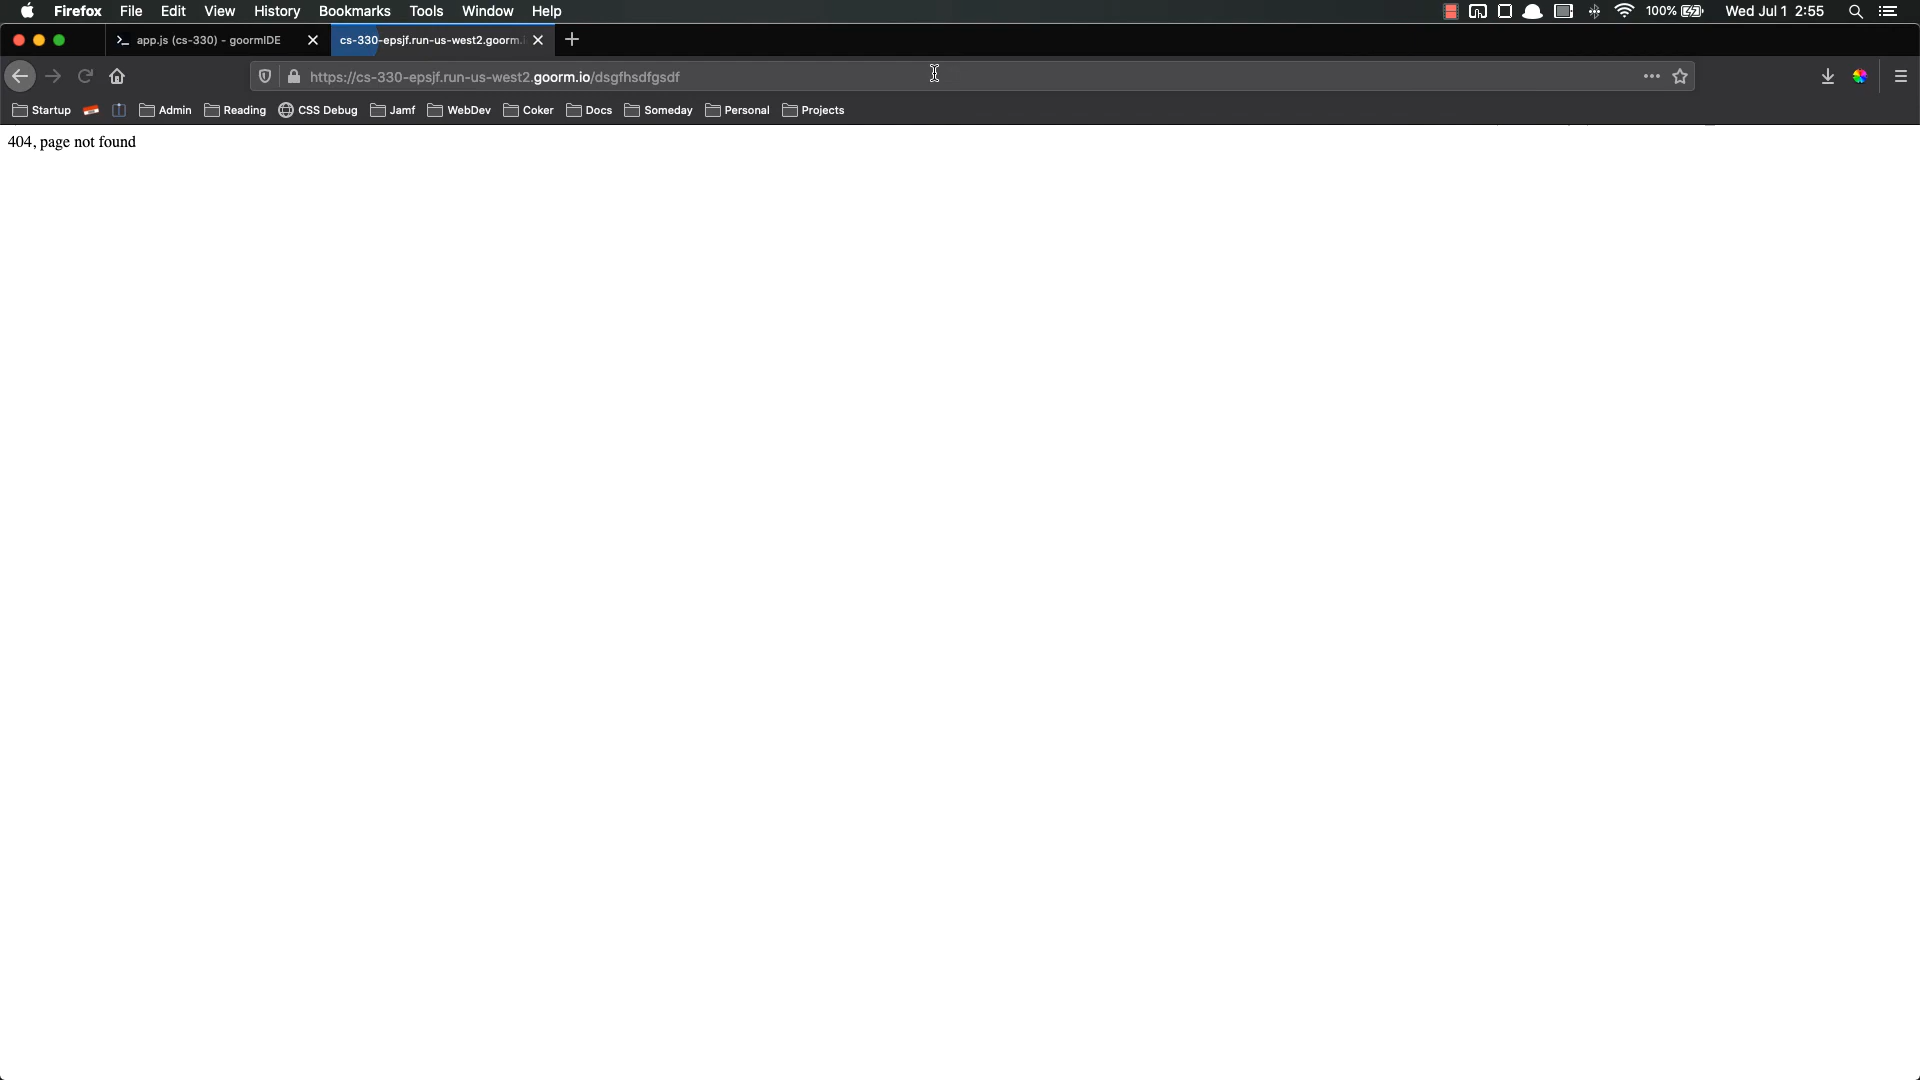 Firefox File Edit View History Bookmarks Tools Window Help 100% Wed Jul 1 2:55
app.js (cs-330) - goormIDE cs-330-epsjf.run-us-west2.goorm.
https://cs-330-epsjf.run-us-west2.goorm.io/dsgfhsdfgsdf
Startup Admin Reading CSS Debug Jamf WebDev Coker Docs Someday Personal Projects
404, page not found